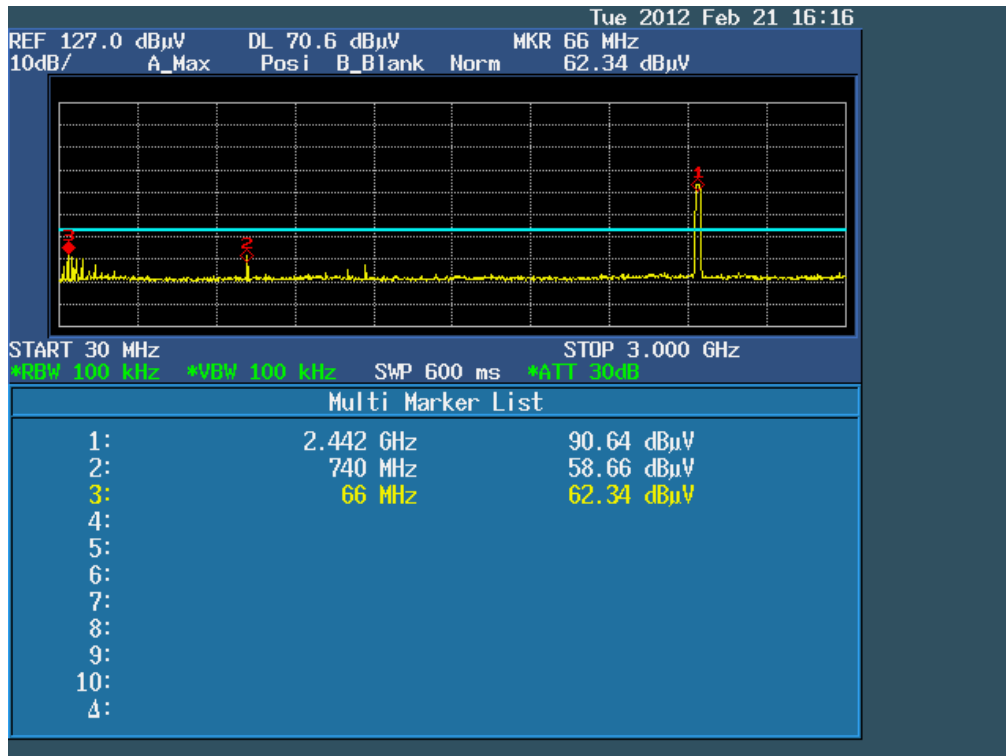 Tue 2012 Feb 21 16:16
REF 127.0 dBµV DL 70.6 dBµV MKR 66 MHz
10dB/ A_Max Posi B_Blank Norm 62.34 dBµV
1
3
2
START 30 MHz STOP 3.000 GHz
*RBW 100 kHz *VBW 100 kHz SWP 600 ms *ATT 30dB
Multi Marker List
1: 2.442 GHz 90.64 dBµV
2: 740 MHz 58.66 dBµV
3: 66 MHz 62.34 dBµV
4:
5:
6:
7:
8:
9:
10:
Δ: